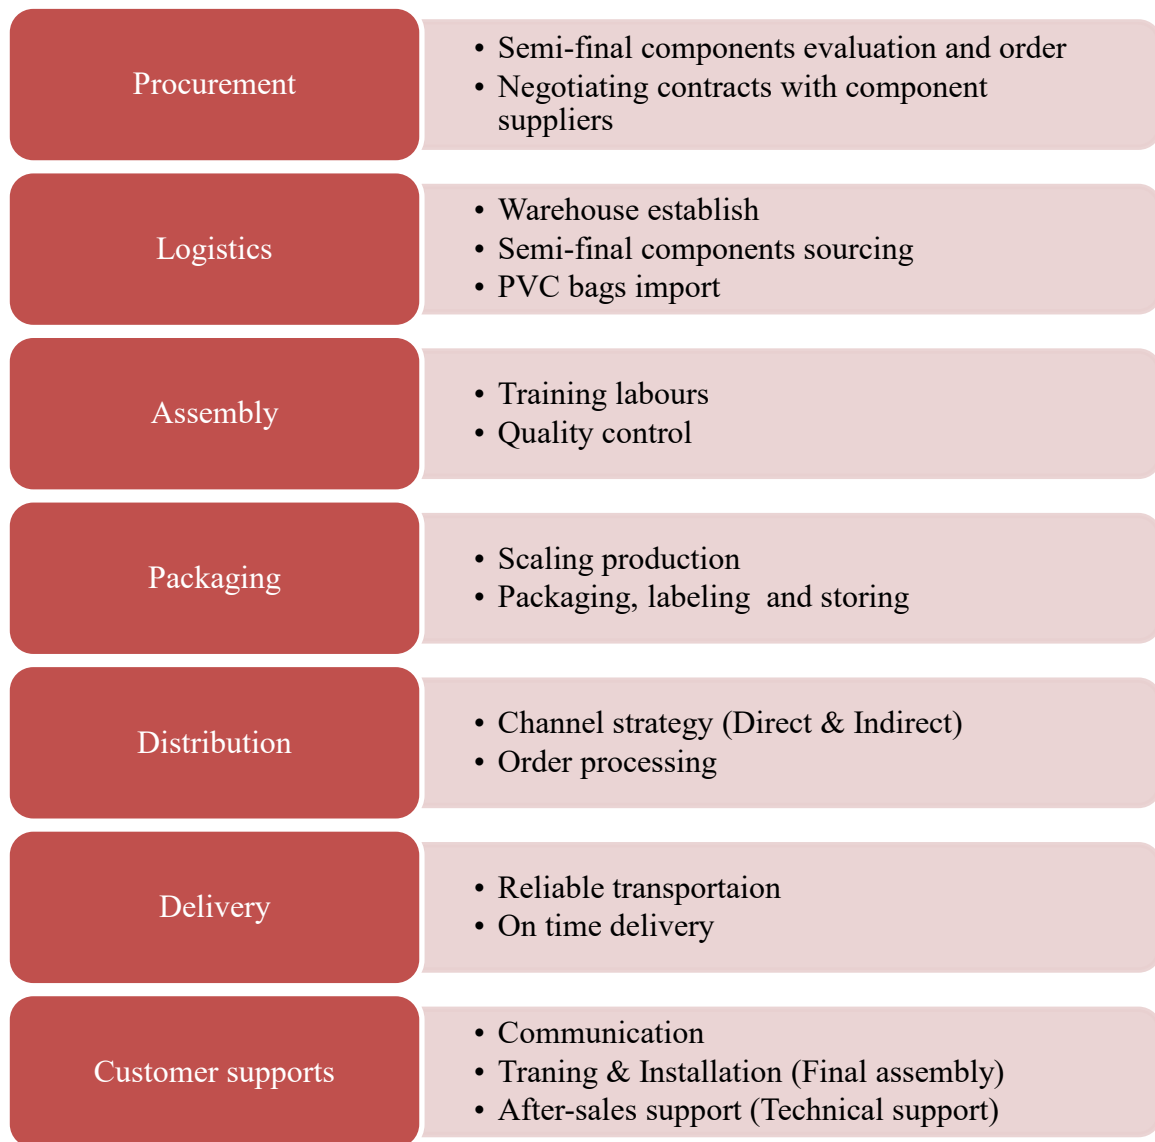 Procurement
• Semi-final components evaluation and order
• Negotiating contracts with component
suppliers
Logistics
• Warehouse establish
• Semi-final components sourcing
• PVC bags import
Assembly
• Training labours
• Quality control
Packaging
• Scaling production
• Packaging, labeling  and storing
Distribution
• Channel strategy (Direct & Indirect)
• Order processing
Delivery
• Reliable transportaion
• On time delivery
Customer supports
• Communication
• Traning & Installation (Final assembly)
• After-sales support (Technical support)